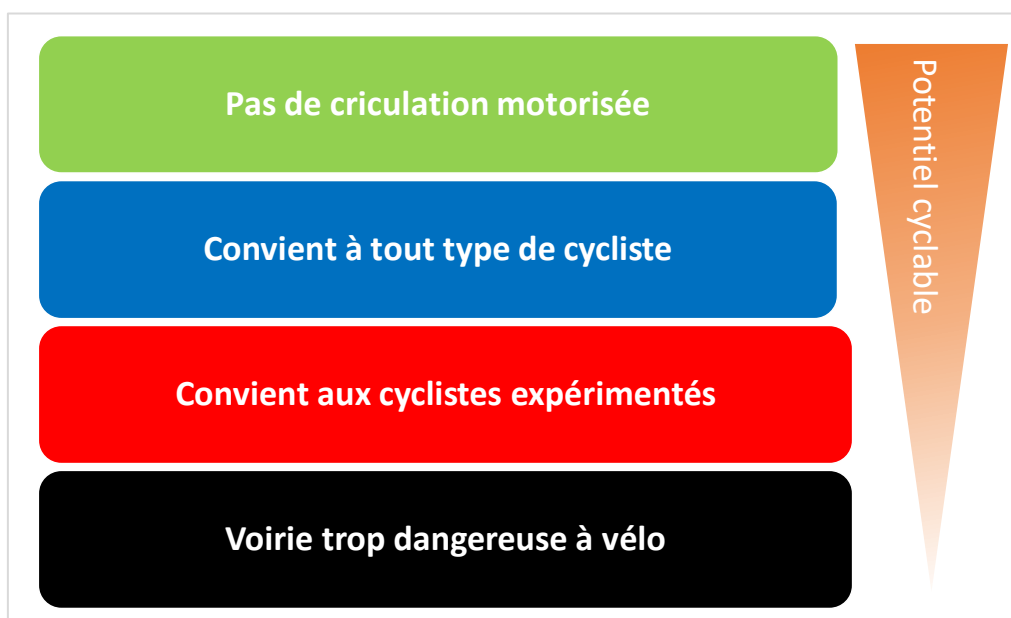 Pas de criculation motorisée
Convient à tout type de cycliste
Convient aux cyclistes expérimentés
Voirie trop dangereuse à vélo
Potentiel cyclable